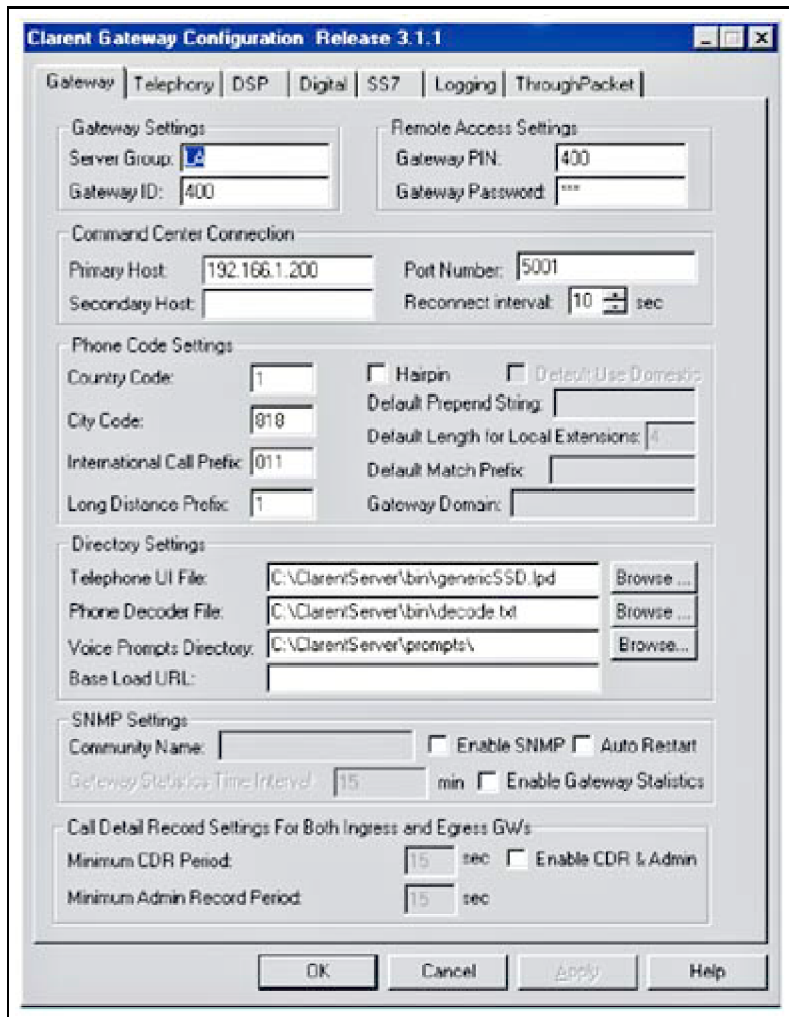 Clarent Gateway Configuration Release 3.1.1
Gateway Telephony DSP Digital SS7 Logging ThroughPacket
Gateway Settings
Server Group: LA
Gateway ID: 400
Remote Access Settings
Gateway PIN: 400
Gateway Password: ***
Command Center Connection
Primary Host: 192.166.1.200
Port Number: 5001
Secondary Host:
Reconnect interval: 10 sec
Phone Code Settings
Country Code: 1
Hairpin
Default Use Domestic
Default Prepend String:
City Code: 818
Default Length for Local Extensions: 4
International Call Prefix: 011
Default Match Prefix:
Long Distance Prefix: 1
Gateway Domain:
Directory Settings
Telephone UI File: C:\ClarentServer\bin\genericSSD.lpd Browse ...
Phone Decoder File: C:\ClarentServer\bin\decode.txt Browse ...
Voice Prompts Directory: C:\ClarentServer\prompts\ Browse...
Base Load URL:
SNMP Settings
Community Name:
Enable SNMP
Auto Restart
Gateway Statistics Time Interval 15 min
Enable Gateway Statistics
Call Detail Record Settings For Both Ingress and Egress GWs
Minimum CDR Period: 15 sec
Enable CDR & Admin
Minimum Admin Record Period: 15 sec
OK Cancel Apply Help